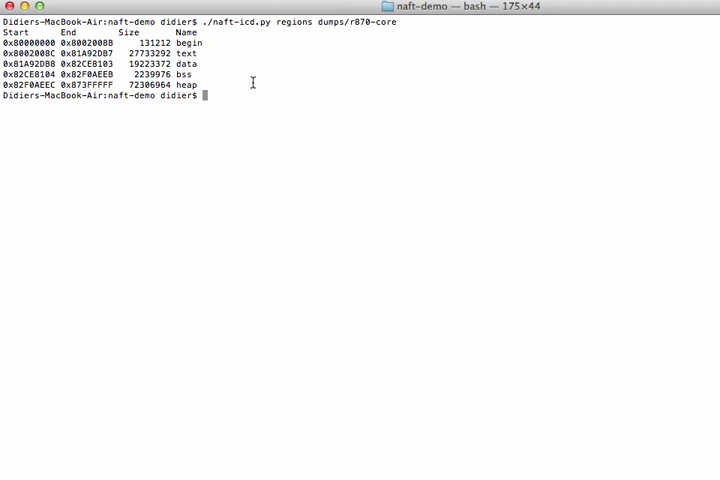 naft-demo — bash — 175×44
Didiers-MacBook-Air:naft-demo didier$ ./naft-icd.py regions dumps/r870-core
Start      End             Size Name
0x80000000 0x8002008B    131212 begin
0x8002008C 0x81A92DB7  27733292 text
0x81A92DB8 0x82CE8103  19223372 data
0x82CE8104 0x82F0AEEB   2239976 bss
0x82F0AEEC 0x873FFFFF  72306964 heap
Didiers-MacBook-Air:naft-demo didier$